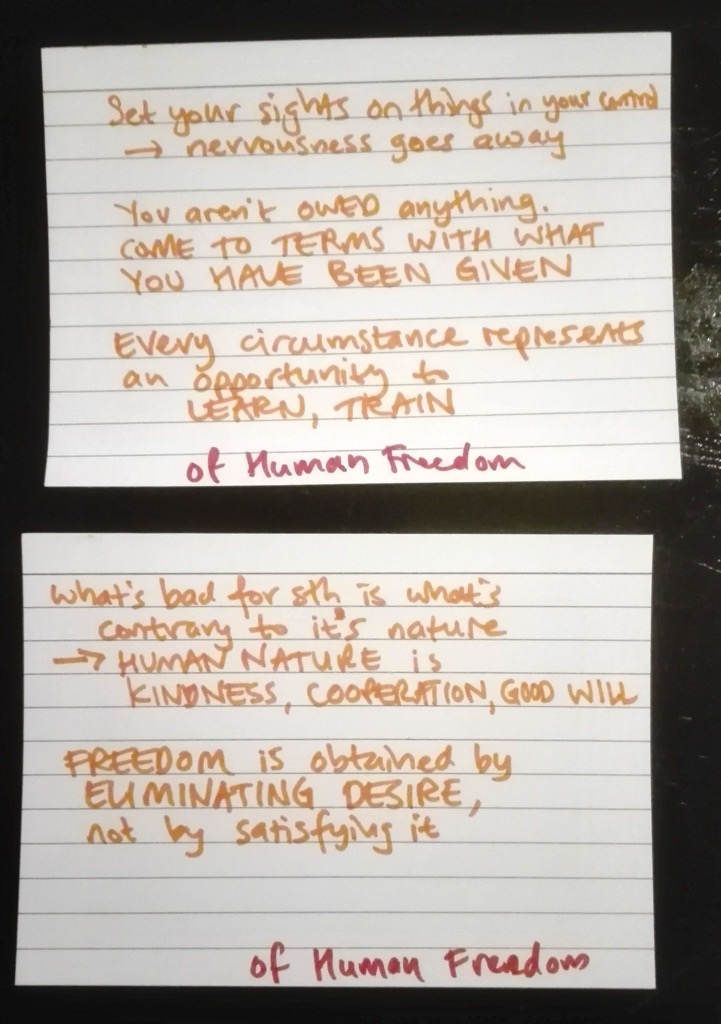 Set your sights on things in your control
→ nervousness goes away
You aren't OWED anything.
COME TO TERMS WITH WHAT
YOU HAVE BEEN GIVEN
Every circumstance represents
an opportunity to
LEARN, TRAIN
of Human Freedom
What's bad for sth is what's
contrary to it's nature
→ HUMAN NATURE is
KINDNESS, COOPERATION, GOOD WILL
FREEDOM is obtained by
ELIMINATING DESIRE,
not by satisfying it
of Human Freedom